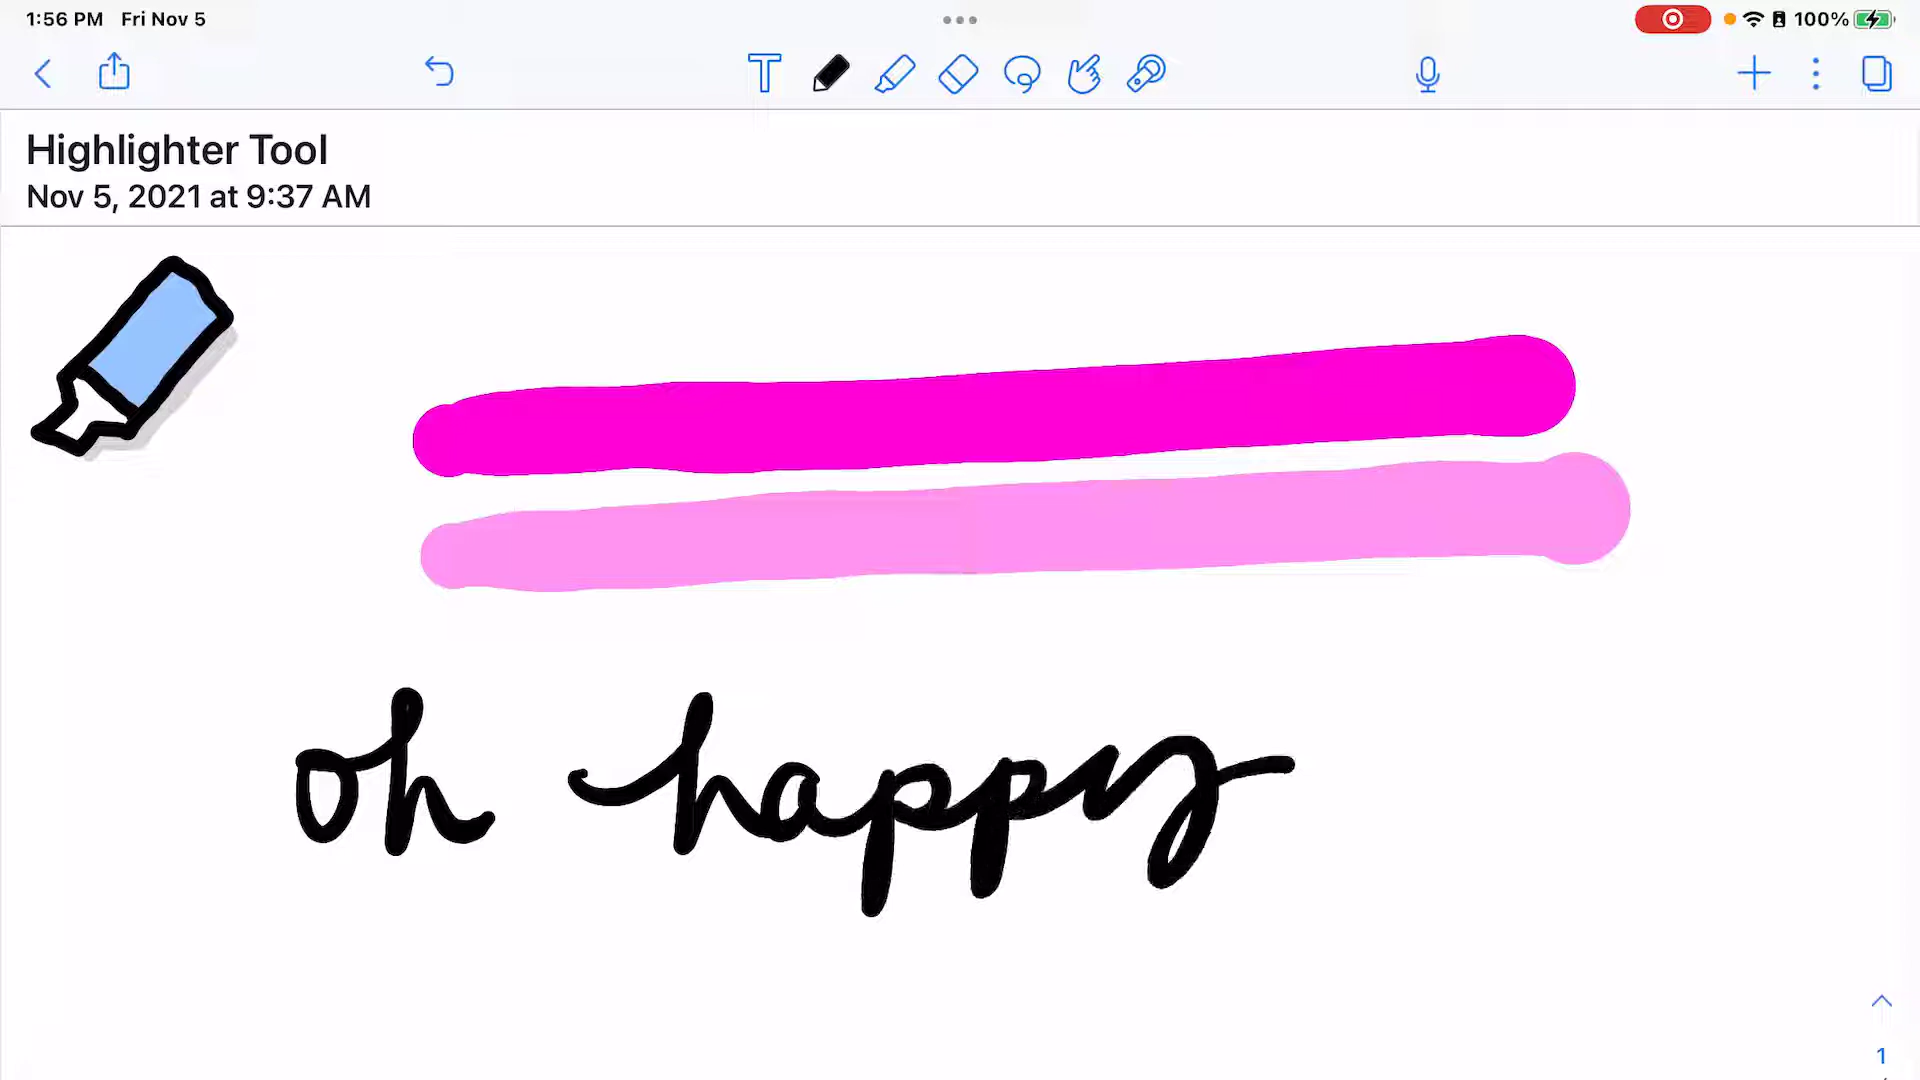 1:56 PM Fri Nov 5
100%
Highlighter Tool
Nov 5, 2021 at 9:37 AM
oh happy
1